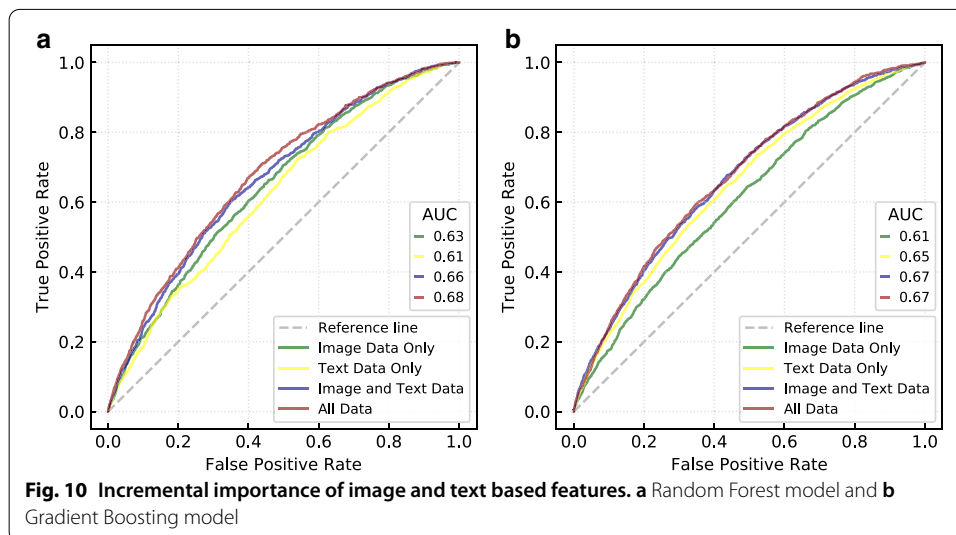 a
b
1.0
0.8
0.6
0.4
0.2
0.0
True Positive Rate
AUC
0.63
0.61
0.66
0.68
Reference line
Image Data Only
Text Data Only
Image and Text Data
All Data
0.0 0.2 0.4 0.6 0.8 1.0
False Positive Rate
1.0
0.8
0.6
0.4
0.2
0.0
True Positive Rate
AUC
0.61
0.65
0.67
0.67
Reference line
Image Data Only
Text Data Only
Image and Text Data
All Data
0.0 0.2 0.4 0.6 0.8 1.0
False Positive Rate
Fig. 10 Incremental importance of image and text based features. a Random Forest model and b
Gradient Boosting model